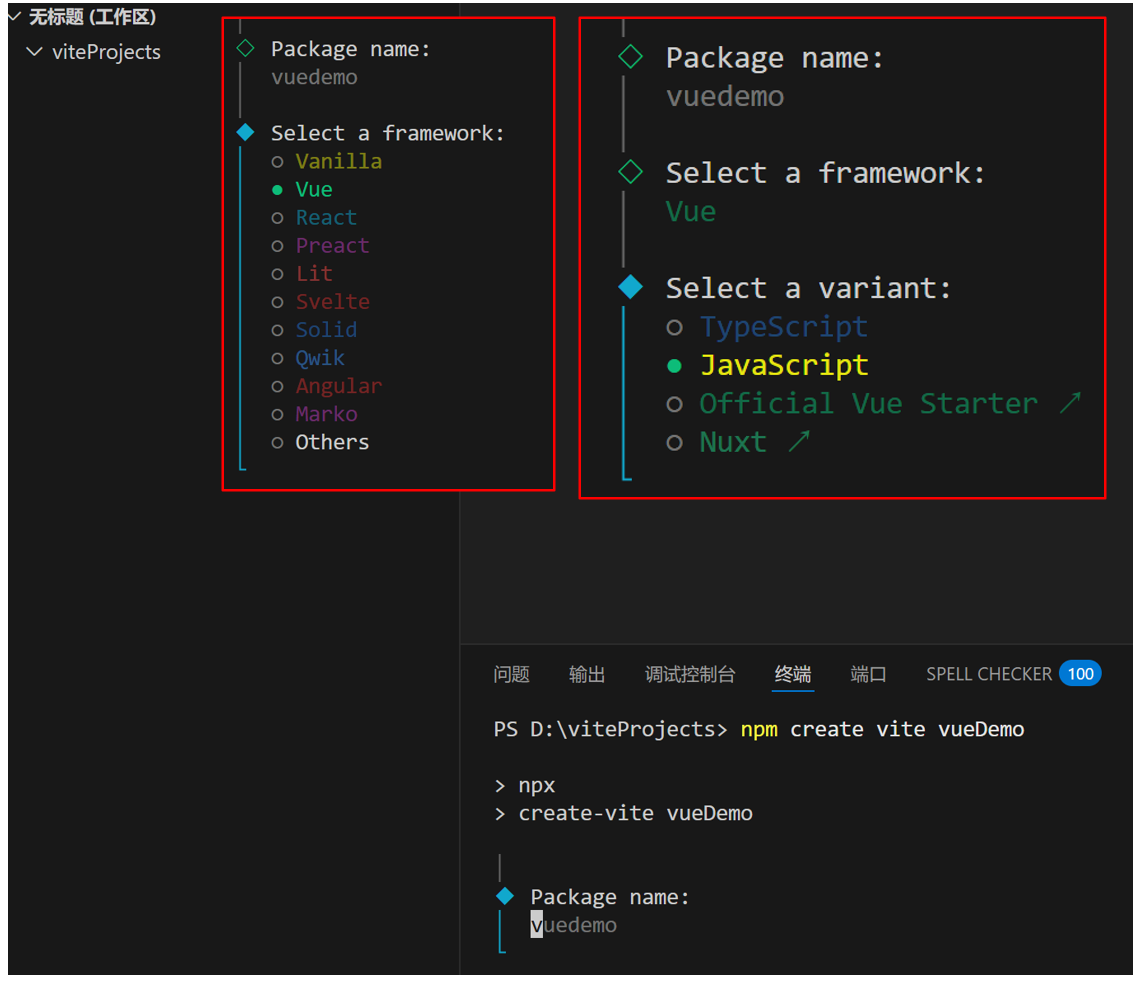 无标题 (工作区)
viteProjects
Package name:
vuedemo
Select a framework:
Vanilla
Vue
React
Preact
Lit
Svelte
Solid
Qwik
Angular
Marko
Others
Package name:
vuedemo
Select a framework:
Vue
Select a variant:
TypeScript
JavaScript
Official Vue Starter ↗
Nuxt ↗
问题 输出 调试控制台 终端 端口 SPELL CHECKER 100
PS D:\viteProjects> npm create vite vueDemo
> npx
> create-vite vueDemo
Package name:
vuedemo